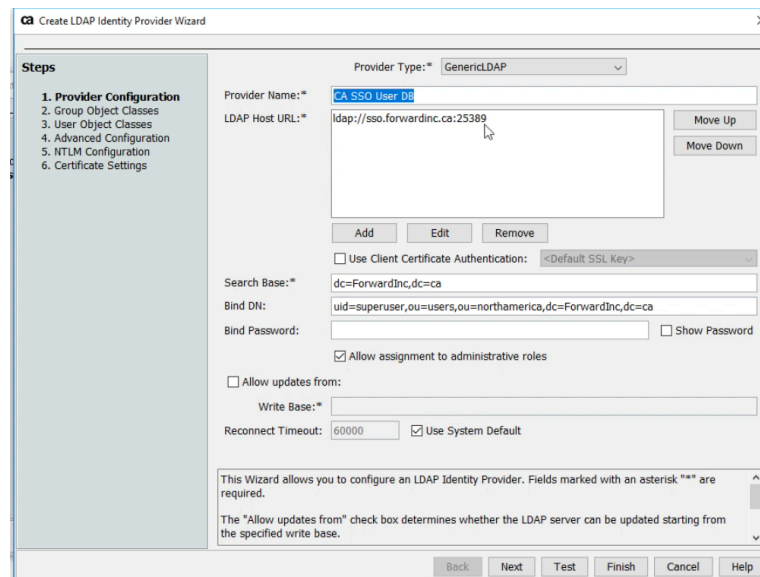 ca Create LDAP Identity Provider Wizard
Steps
1. Provider Configuration
2. Group Object Classes
3. User Object Classes
4. Advanced Configuration
5. NTLM Configuration
6. Certificate Settings
Provider Type:* GenericLDAP
Provider Name:* CA SSO User DB
LDAP Host URL:* ldap://sso.forwardinc.ca:25389
Move Up
Move Down
Add Edit Remove
Use Client Certificate Authentication: <Default SSL Key>
Search Base:* dc=ForwardInc,dc=ca
Bind DN: uid=superuser,ou=users,ou=northamerica,dc=ForwardInc,dc=ca
Bind Password: Show Password
Allow assignment to administrative roles
Allow updates from:
Write Base:*
Reconnect Timeout: 60000 Use System Default
This Wizard allows you to configure an LDAP Identity Provider. Fields marked with an asterisk "*" are
required.
The "Allow updates from" check box determines whether the LDAP server can be updated starting from
the specified write base.
Back Next Test Finish Cancel Help